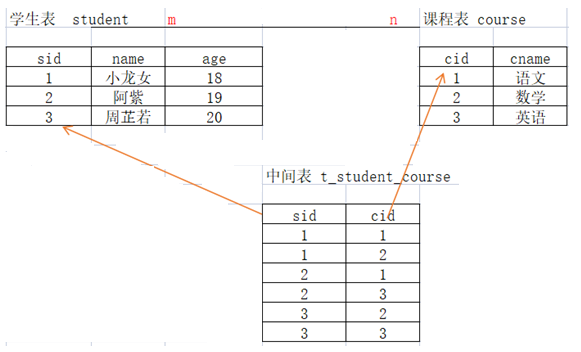 学生表 student m n 课程表 course
sid name age cid cname
1 小龙女 18 1 语文
2 阿紫 19 2 数学
3 周芷若 20 3 英语
中间表 t_student_course
sid cid
1 1
1 2
2 1
2 3
3 2
3 3